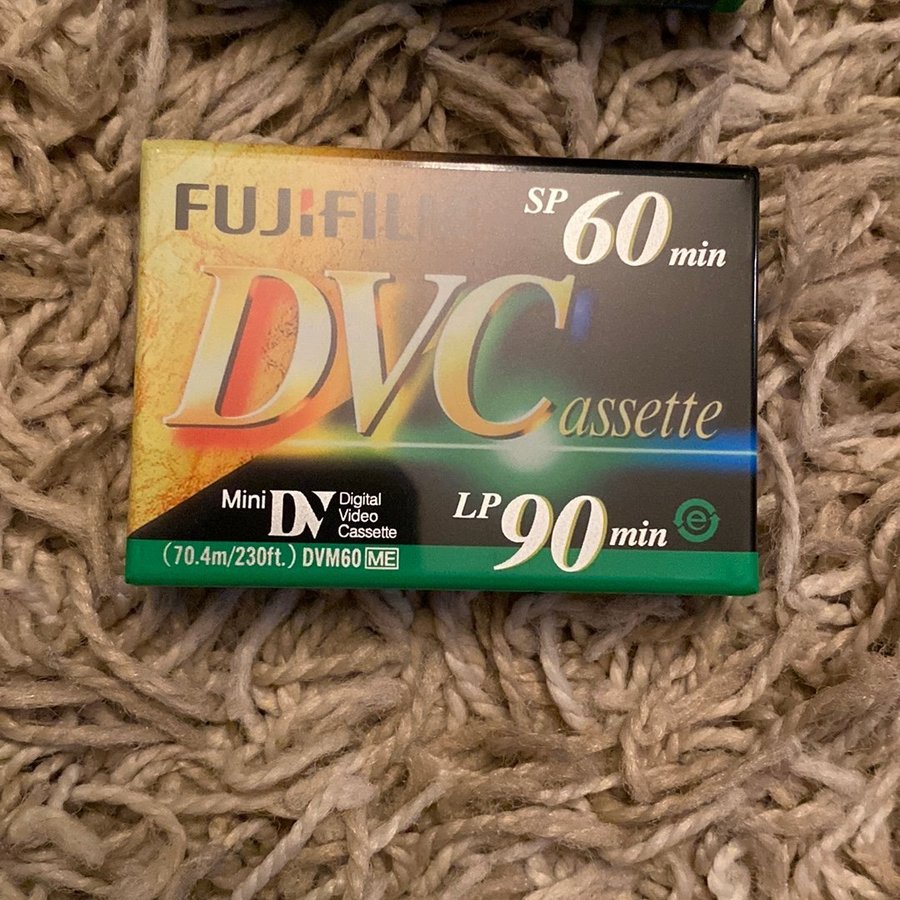 FUJIFILM
SP 60 min
DVCassette
Mini DV Digital Video Cassette
LP 90 min e
(70.4m/230ft.) DVM60 ME